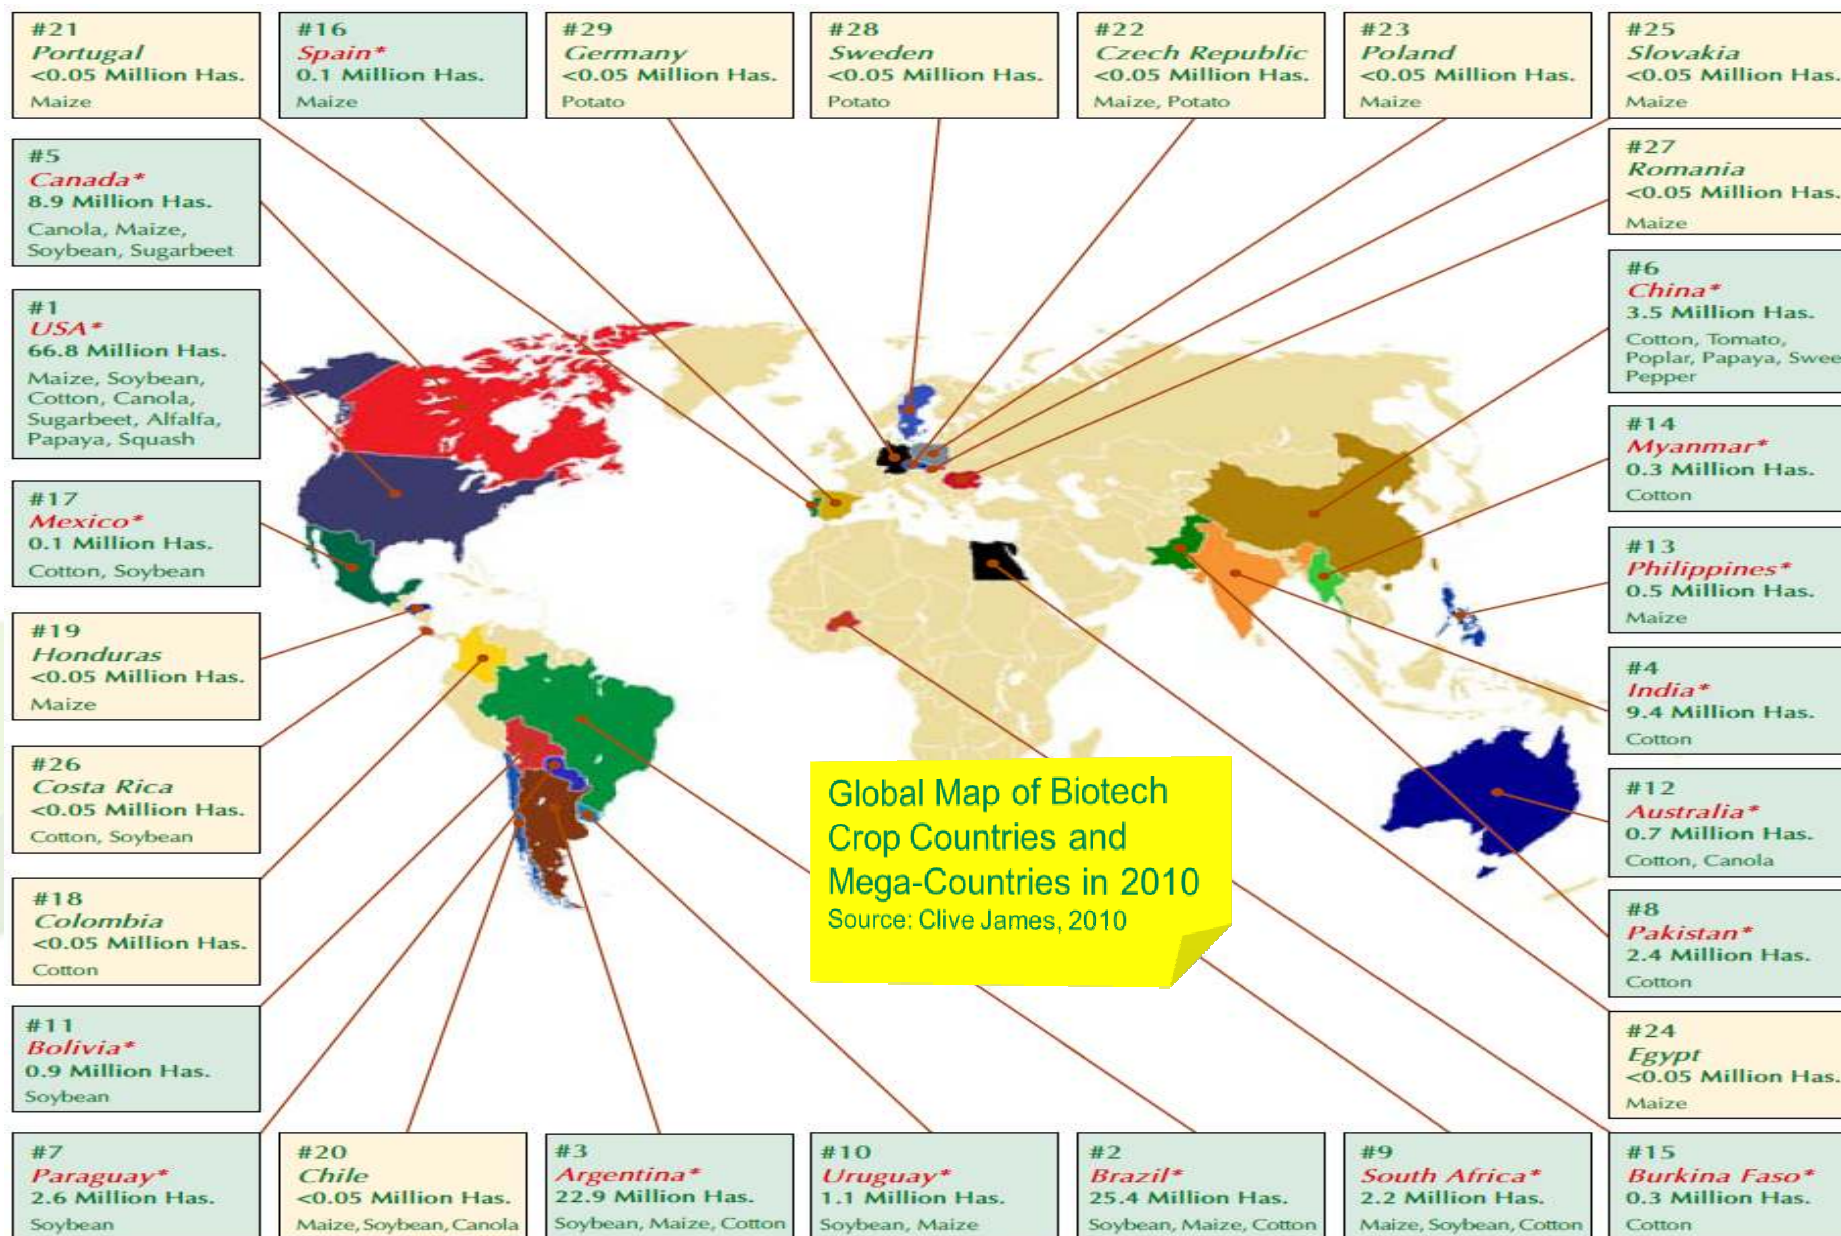 #21
Portugal
<0.05 Million Has.
Maize
#16
Spain*
0.1 Million Has.
Maize
#29
Germany
<0.05 Million Has.
Potato
#28
Sweden
<0.05 Million Has.
Potato
#22
Czech Republic
<0.05 Million Has.
Maize, Potato
#23
Poland
<0.05 Million Has.
Maize
#25
Slovakia
<0.05 Million Has.
Maize
#5
Canada*
8.9 Million Has.
Canola, Maize,
Soybean, Sugarbeet
#27
Romania
<0.05 Million Has.
Maize
#1
USA*
66.8 Million Has.
Maize, Soybean,
Cotton, Canola,
Sugarbeet, Alfalfa,
Papaya, Squash
#6
China*
3.5 Million Has.
Cotton, Tomato,
Poplar, Papaya, Swee
Pepper
#14
Myanmar*
0.3 Million Has.
Cotton
#17
Mexico*
0.1 Million Has.
Cotton, Soybean
#13
Philippines*
0.5 Million Has.
Maize
#19
Honduras
<0.05 Million Has.
Maize
#4
India*
9.4 Million Has.
Cotton
#26
Costa Rica
<0.05 Million Has.
Cotton, Soybean
Global Map of Biotech
Crop Countries and
Mega-Countries in 2010
Source: Clive James, 2010
#12
Australia*
0.7 Million Has.
Cotton, Canola
#18
Colombia
<0.05 Million Has.
Cotton
#8
Pakistan*
2.4 Million Has.
Cotton
#11
Bolivia*
0.9 Million Has.
Soybean
#24
Egypt
<0.05 Million Has.
Maize
#7
Paraguay*
2.6 Million Has.
Soybean
#20
Chile
<0.05 Million Has.
Maize, Soybean, Canola
#3
Argentina*
22.9 Million Has.
Soybean, Maize, Cotton
#10
Uruguay*
1.1 Million Has.
Soybean, Maize
#2
Brazil*
25.4 Million Has.
Soybean, Maize, Cotton
#9
South Africa*
2.2 Million Has.
Maize, Soybean, Cotton
#15
Burkina Faso*
0.3 Million Has.
Cotton